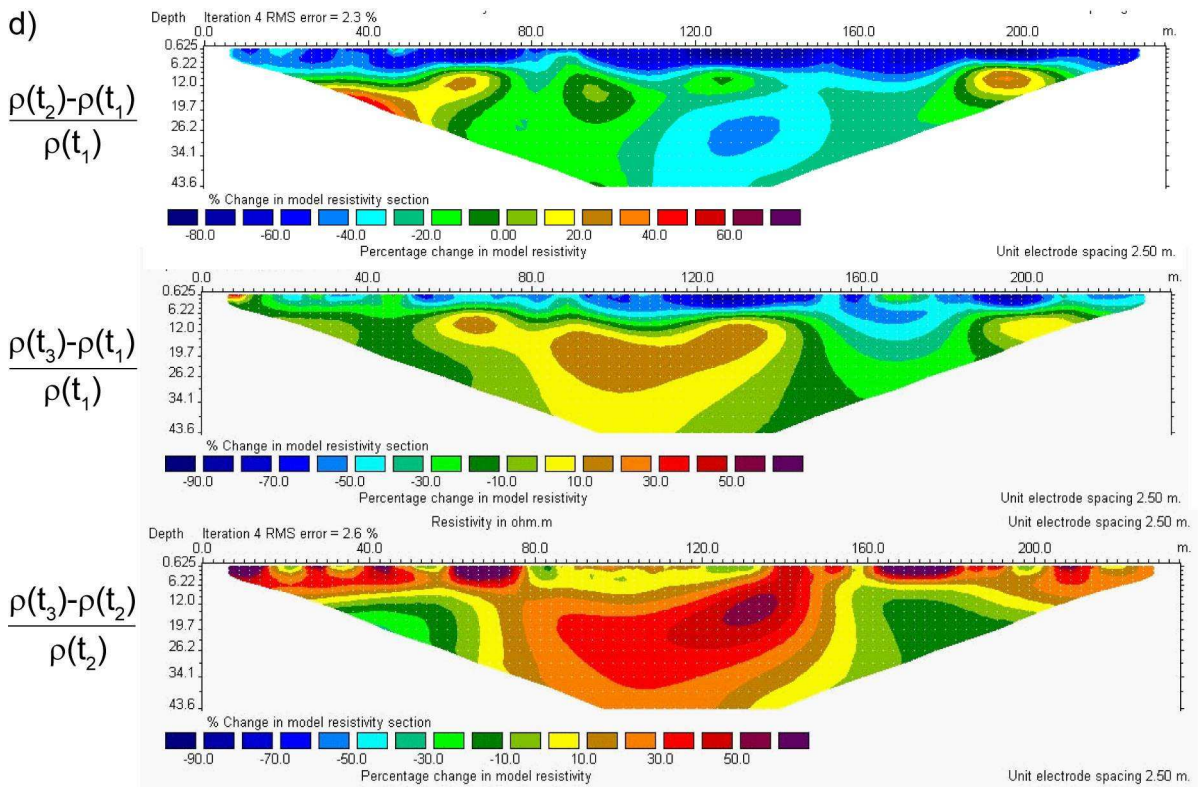 d)
Depth Iteration 4 RMS error = 2.3 %
0.0 40.0 80.0 120.0 160.0 200.0 m.
0.625
6.22
12.0
19.7
26.2
34.1
43.6
ρ(t₂)-ρ(t₁)
ρ(t₁)
% Change in model resistivity section
-80.0 -60.0 -40.0 -20.0 0.00 20.0 40.0 60.0
Percentage change in model resistivity
Unit electrode spacing 2.50 m.
0.0 40.0 80.0 120.0 160.0 200.0 m.
0.625
6.22
12.0
19.7
26.2
34.1
43.6
ρ(t₃)-ρ(t₁)
ρ(t₁)
% Change in model resistivity section
-90.0 -70.0 -50.0 -30.0 -10.0 10.0 30.0 50.0
Percentage change in model resistivity
Unit electrode spacing 2.50 m.
Resistivity in ohm.m
Unit electrode spacing 2.50 m.
Depth Iteration 4 RMS error = 2.6 %
0.0 40.0 80.0 120.0 160.0 200.0 m.
0.625
6.22
12.0
19.7
26.2
34.1
43.6
ρ(t₃)-ρ(t₂)
ρ(t₂)
% Change in model resistivity section
-90.0 -70.0 -50.0 -30.0 -10.0 10.0 30.0 50.0
Percentage change in model resistivity
Unit electrode spacing 2.50 m.